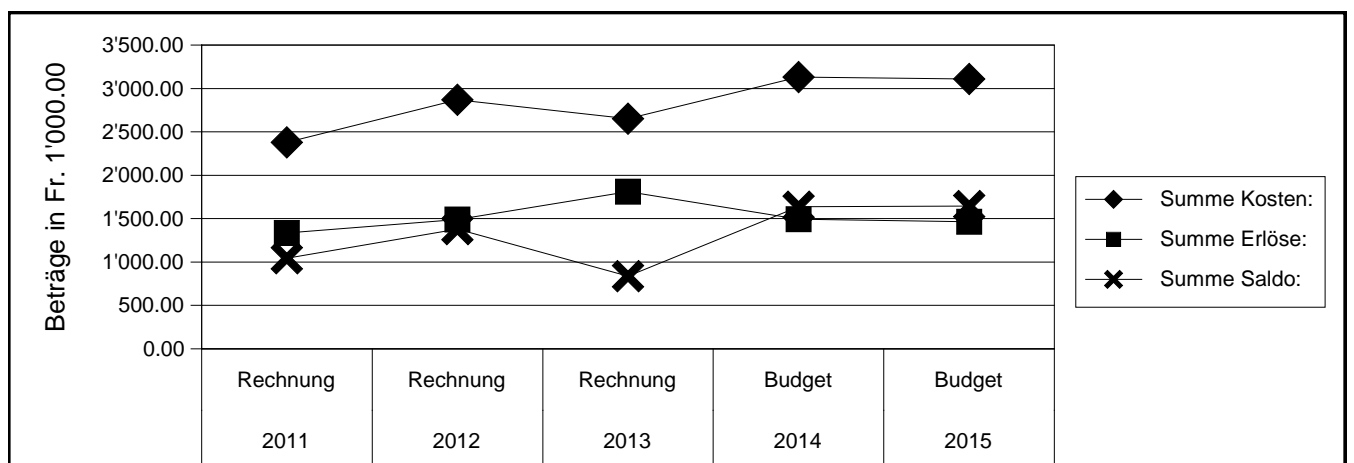 Beträge in Fr. 1'000.00
3'500.00
3'000.00
2'500.00
2'000.00
1'500.00
1'000.00
500.00
0.00
Rechnung Rechnung Rechnung Budget Budget
2011 2012 2013 2014 2015
Summe Kosten:
Summe Erlöse:
Summe Saldo: